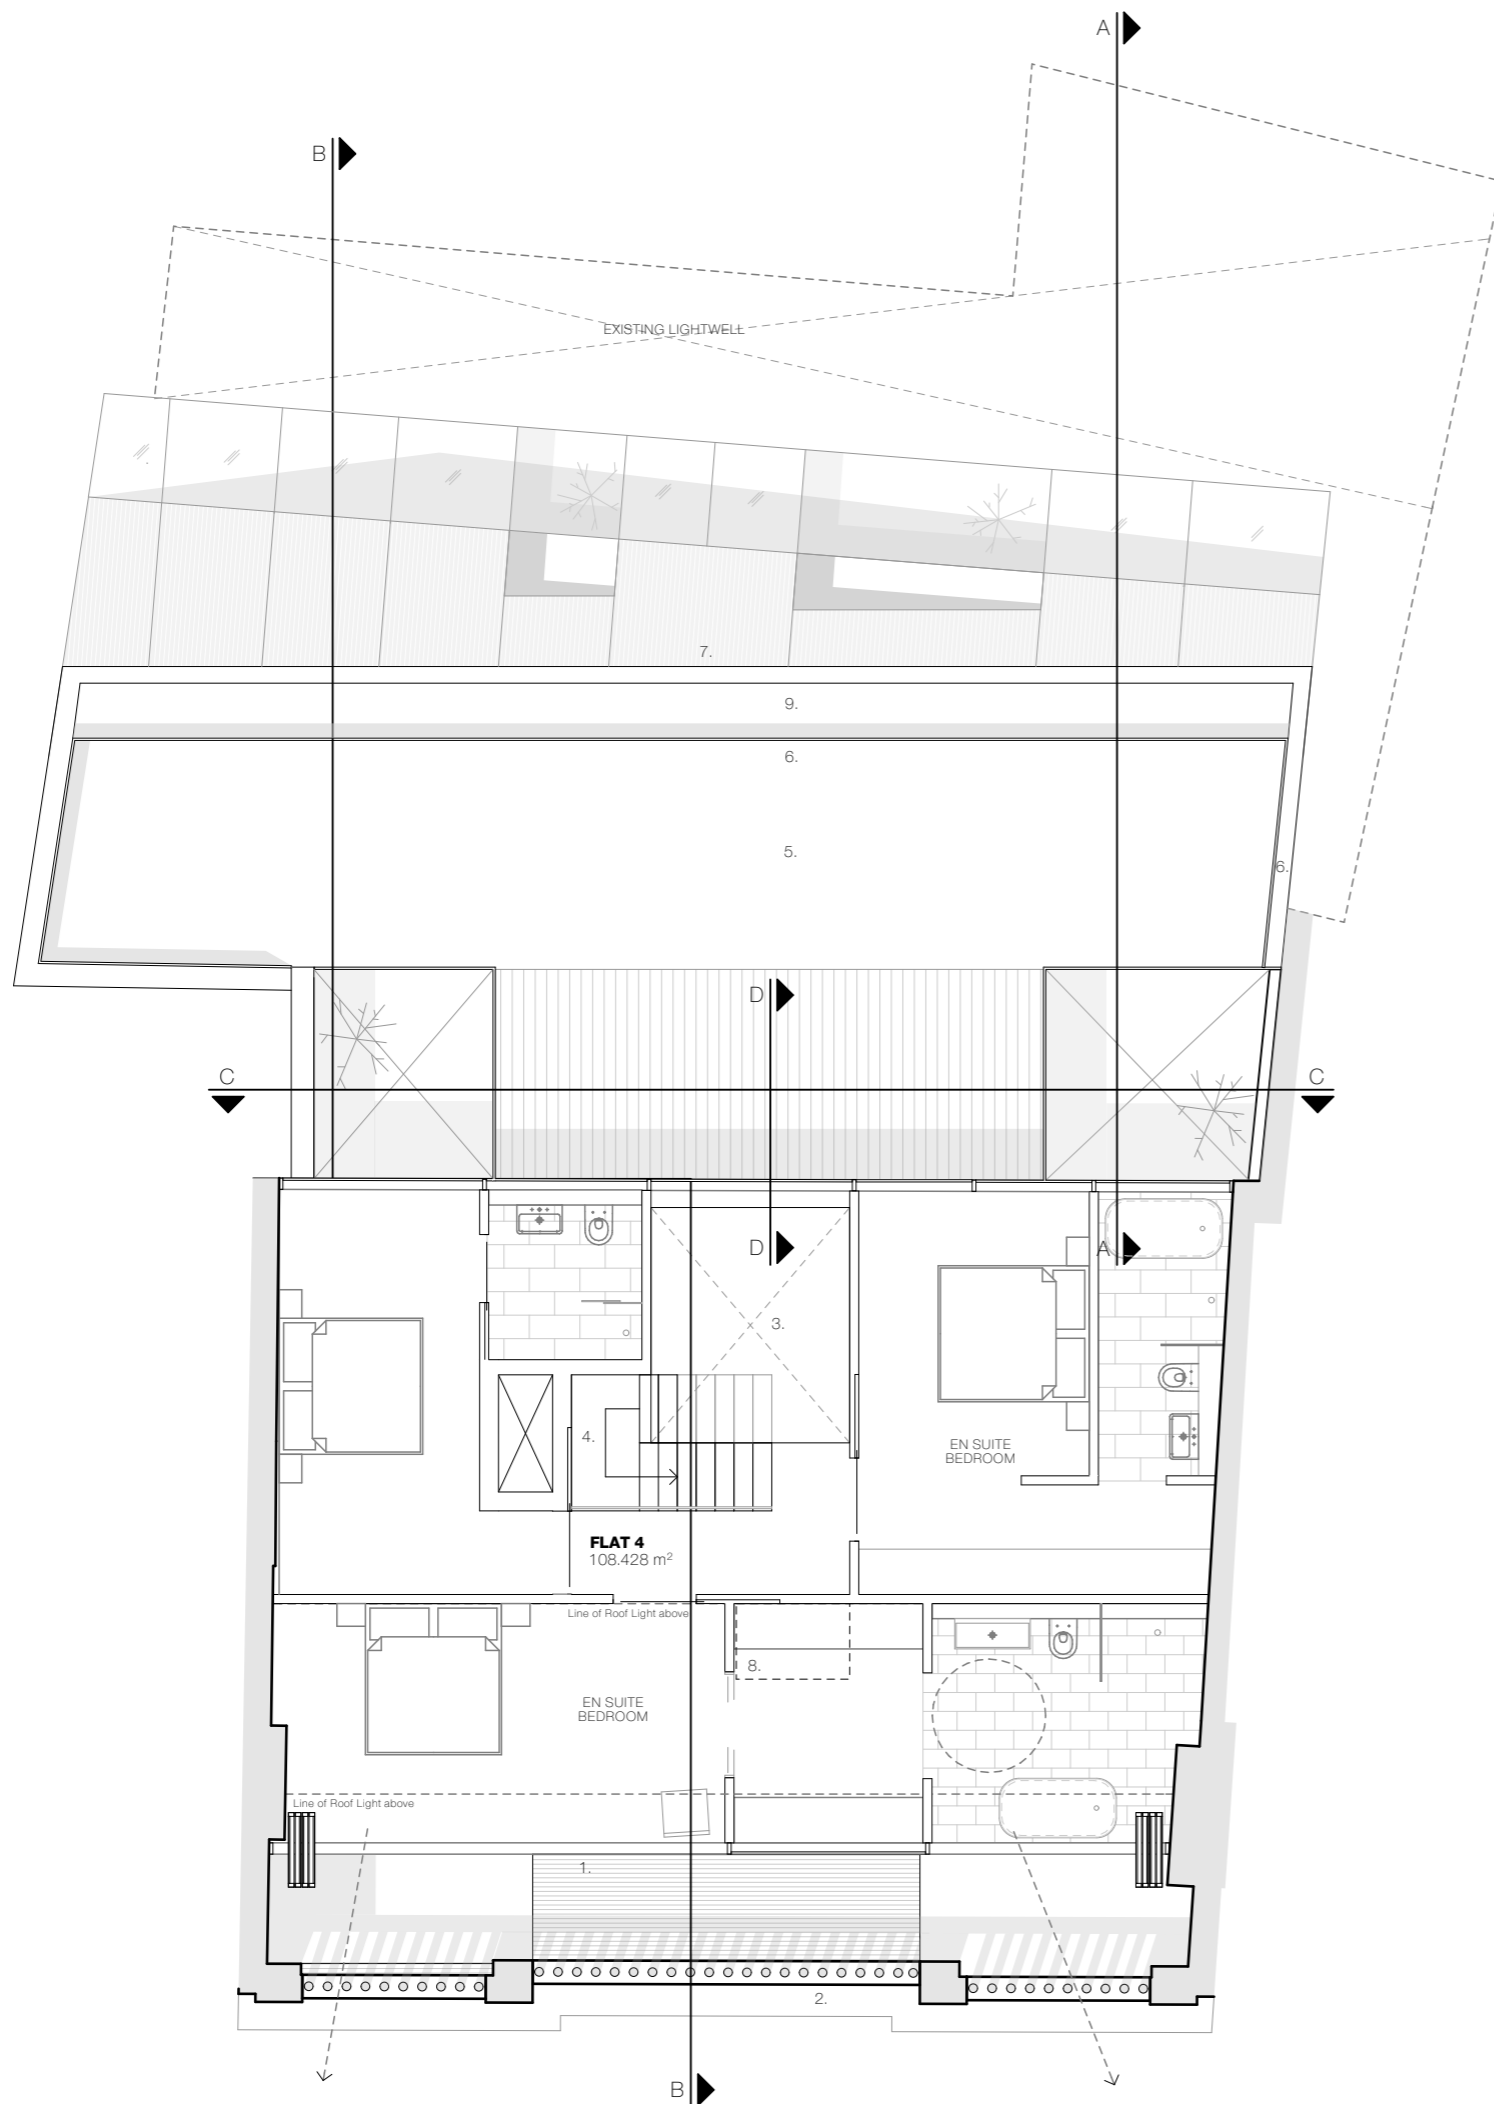 A
B
EXISTING LIGHTWELL
7.
9.
6.
5.
6.
D
C
C
D
A
3.
4.
EN SUITE
BEDROOM
FLAT 4
108.428 m²
Line of Roof Light above
8.
EN SUITE
BEDROOM
Line of Roof Light above
1.
2.
B